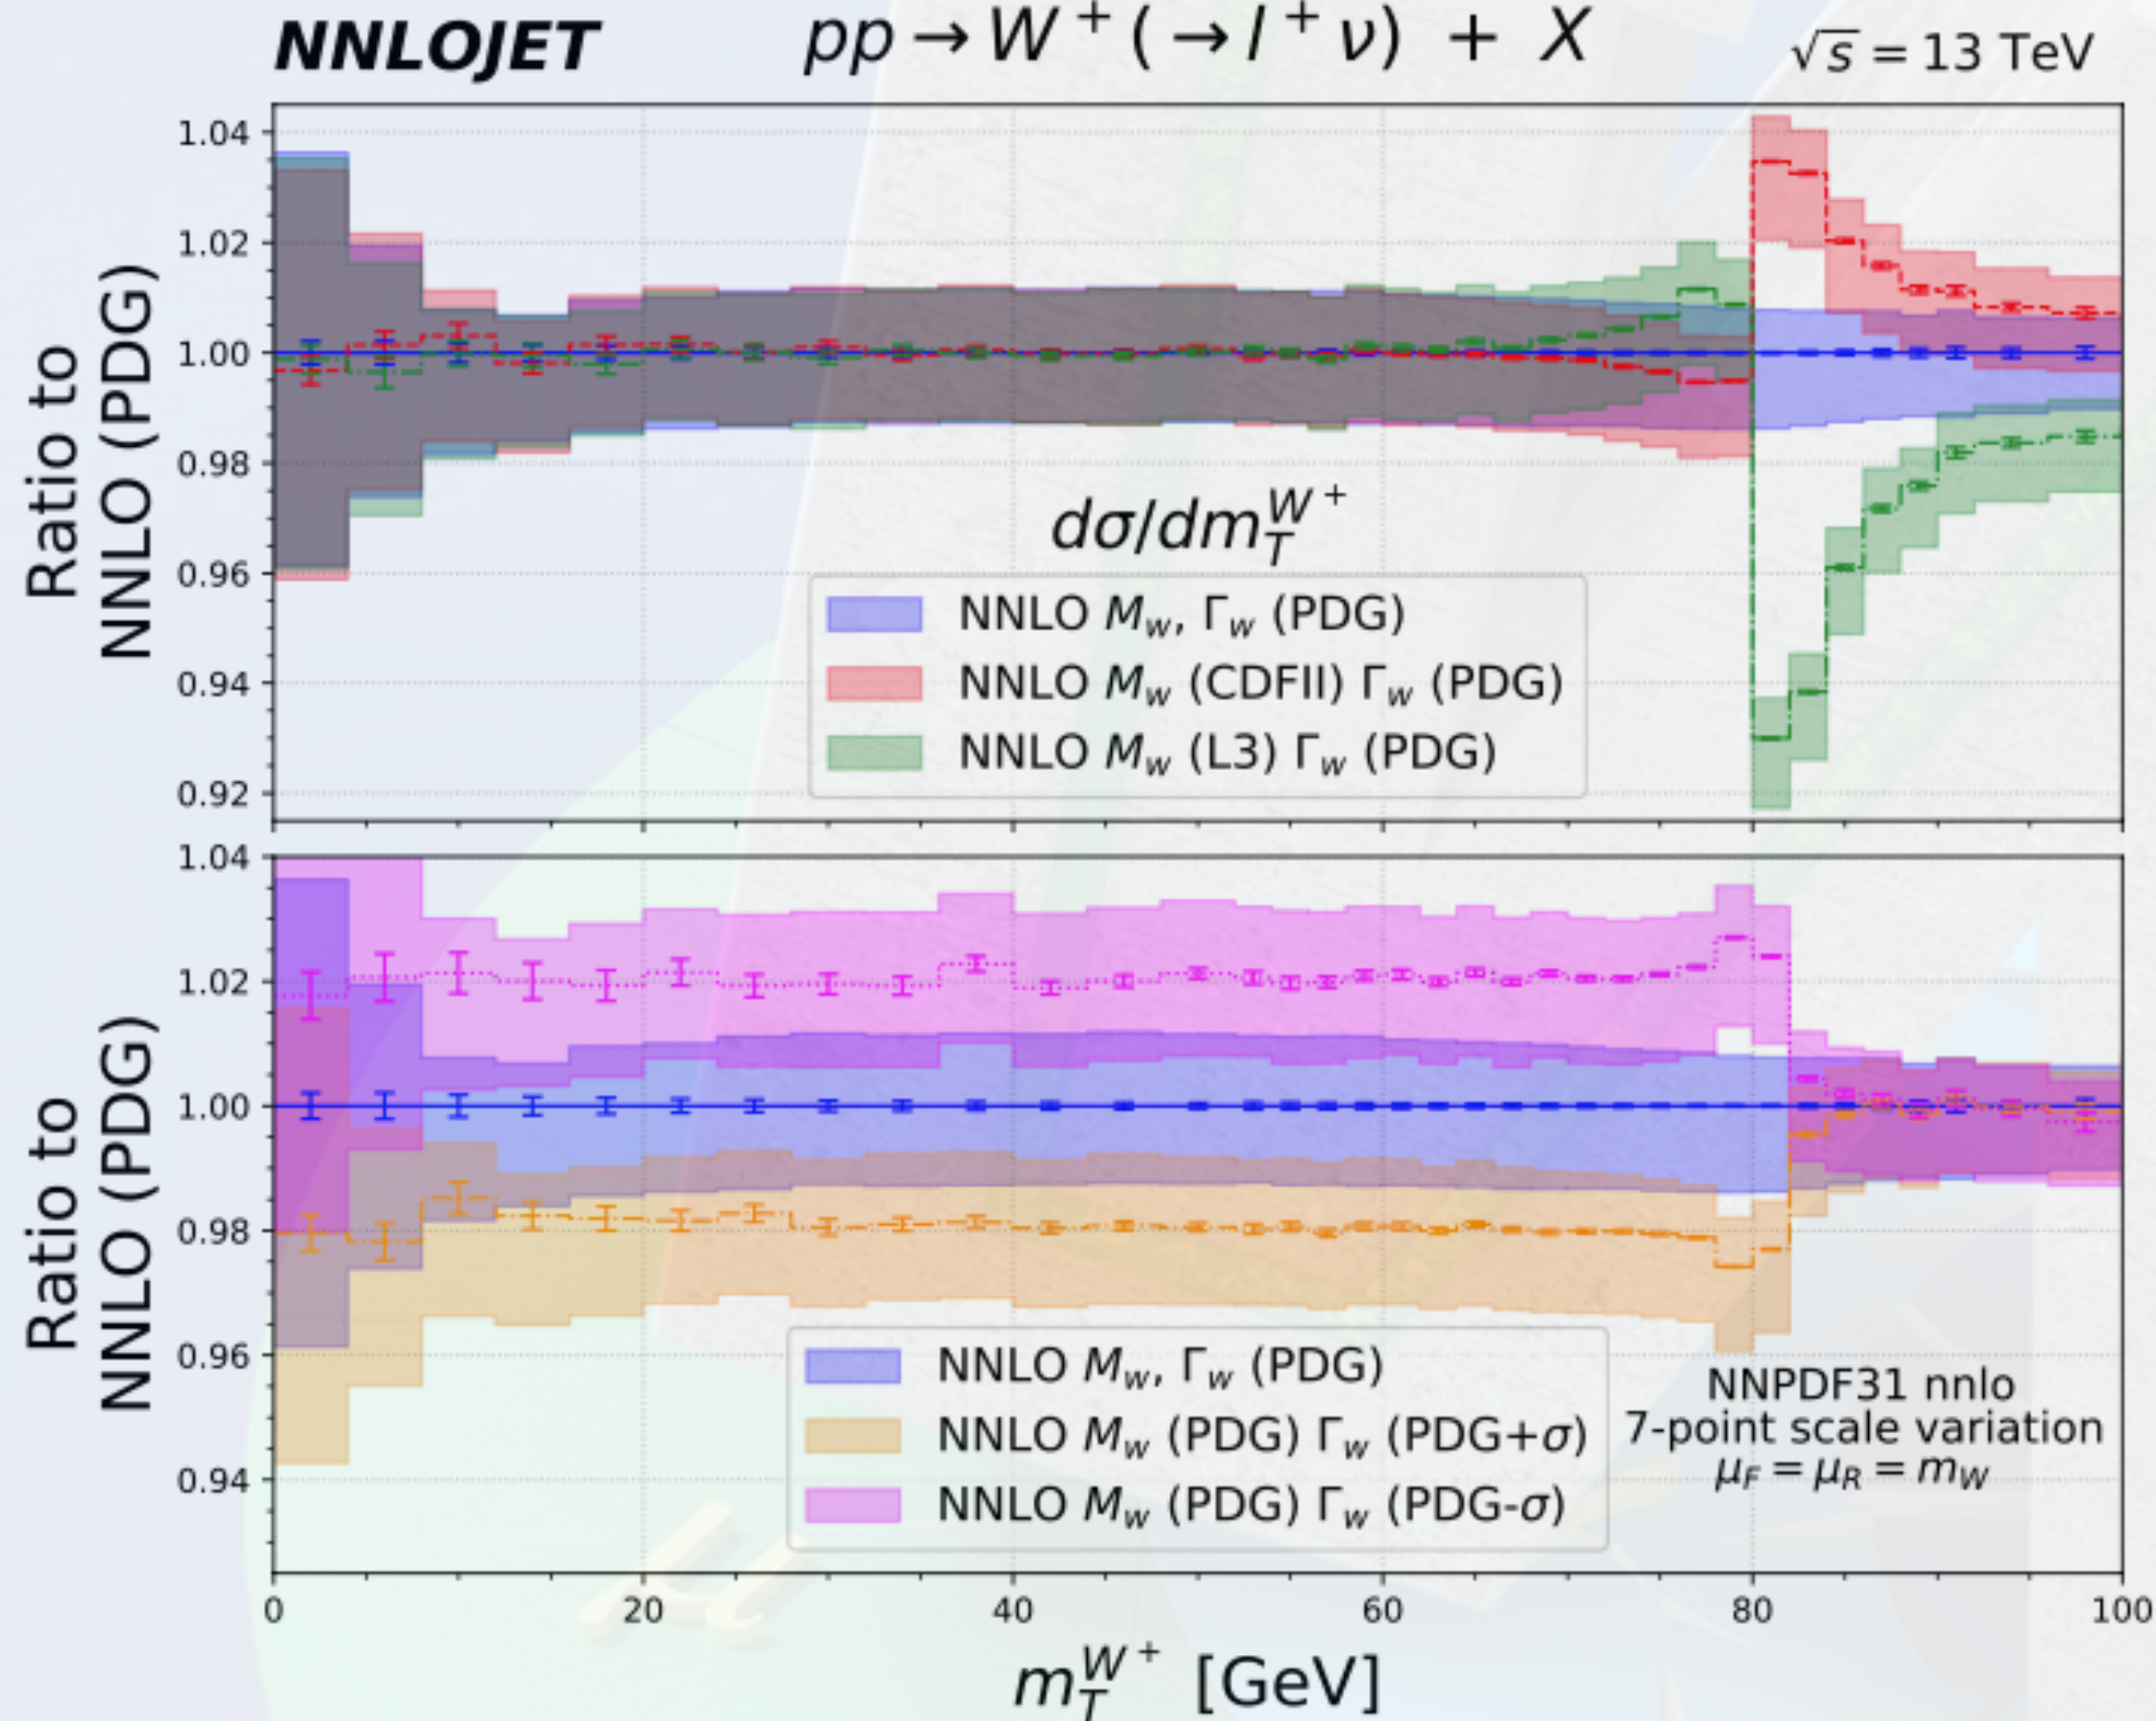 NNLOJET pp → W⁺ (→ l⁺ ν) + X √s = 13 TeV
Ratio to
NNLO (PDG)
1.04
1.02
1.00
0.98
0.96
0.94
0.92
dσ/dm_T^{W⁺}
NNLO M_w, Γ_w (PDG)
NNLO M_w (CDFII) Γ_w (PDG)
NNLO M_w (L3) Γ_w (PDG)
Ratio to
NNLO (PDG)
1.04
1.02
1.00
0.98
0.96
0.94
NNLO M_w, Γ_w (PDG)
NNLO M_w (PDG) Γ_w (PDG+σ)
NNLO M_w (PDG) Γ_w (PDG-σ)
NNPDF31 nnlo
7-point scale variation
μ_F = μ_R = m_W
0 20 40 60 80 100
m_T^{W⁺} [GeV]